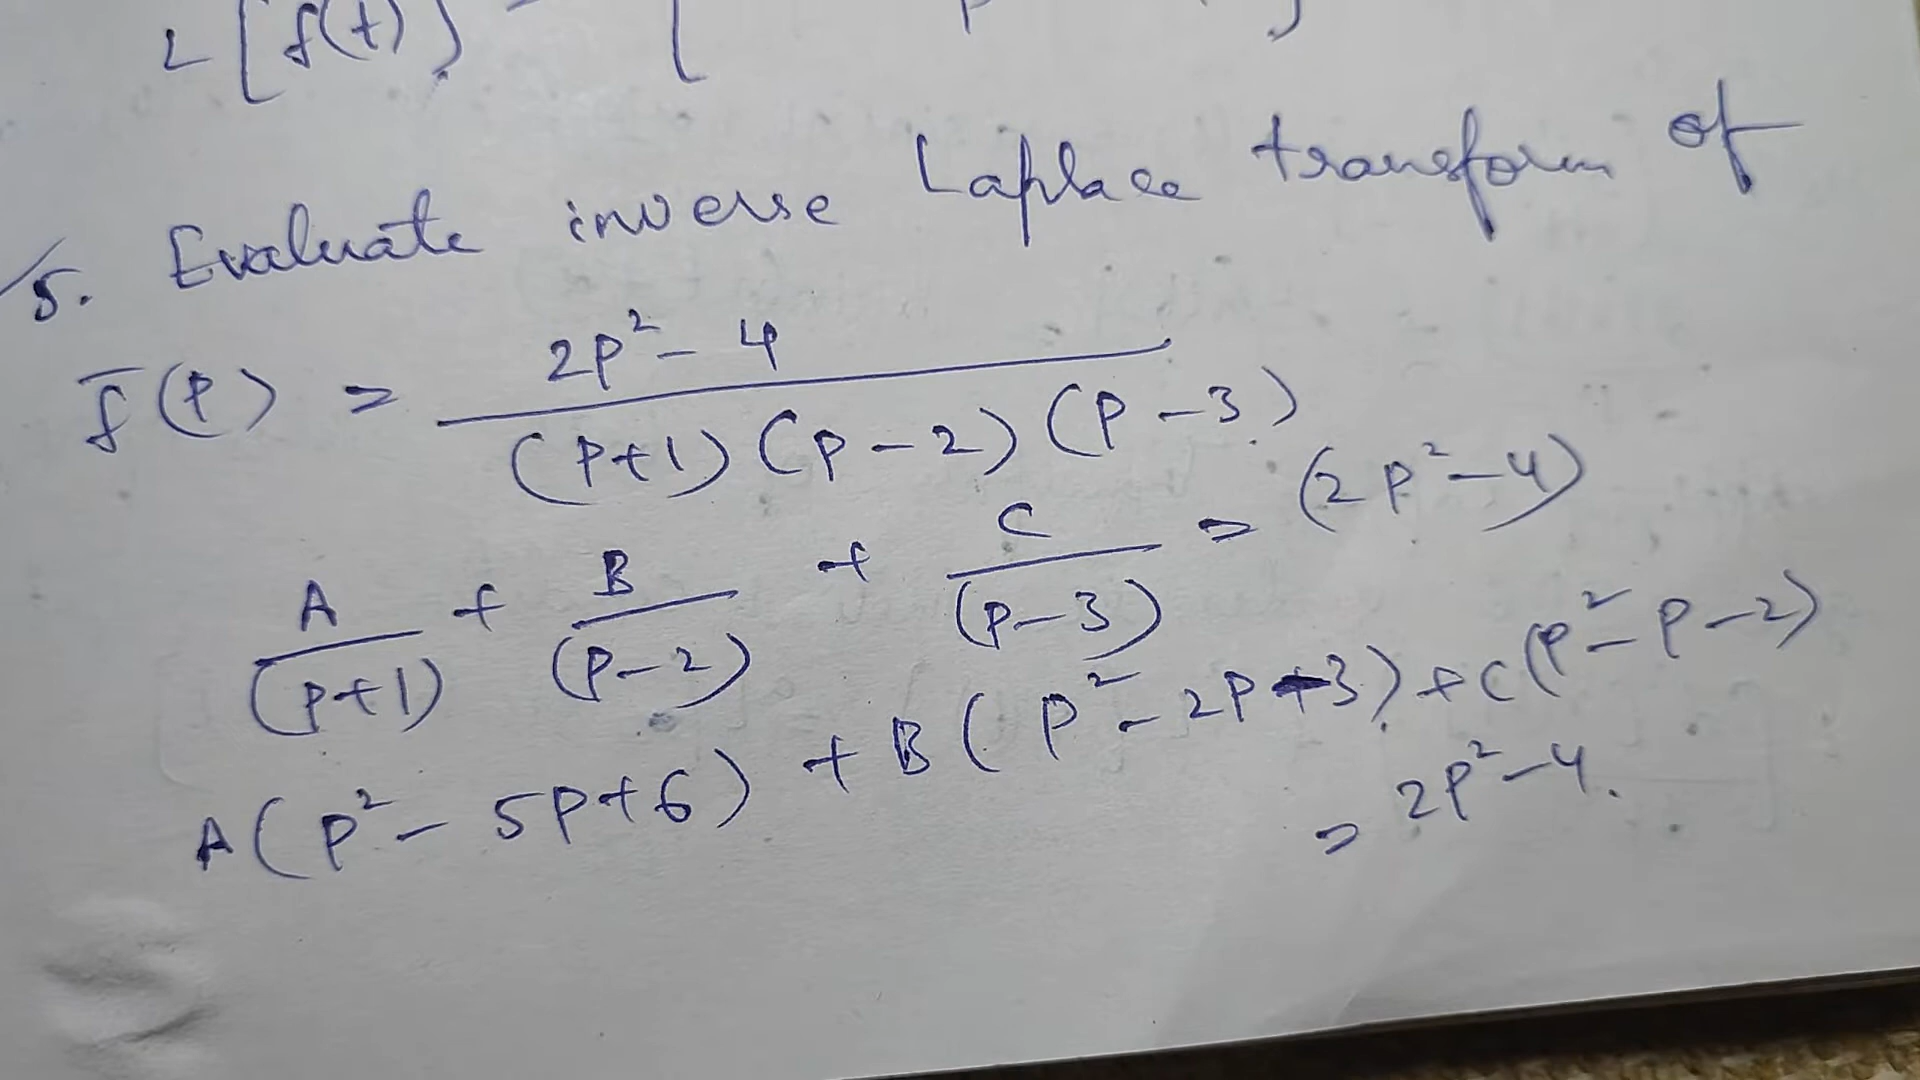 L[f(t)] = [ p
5. Evaluate inverse Laplace transform of
f̄(p) = 2p² - 4 / (p+1)(p-2)(p-3)
A/(p+1) + B/(p-2) + C/(p-3) = (2p²-4)
A(p² - 5p+6) + B(p² - 2p-3) + C(p² - p - 2)
= 2p² - 4.